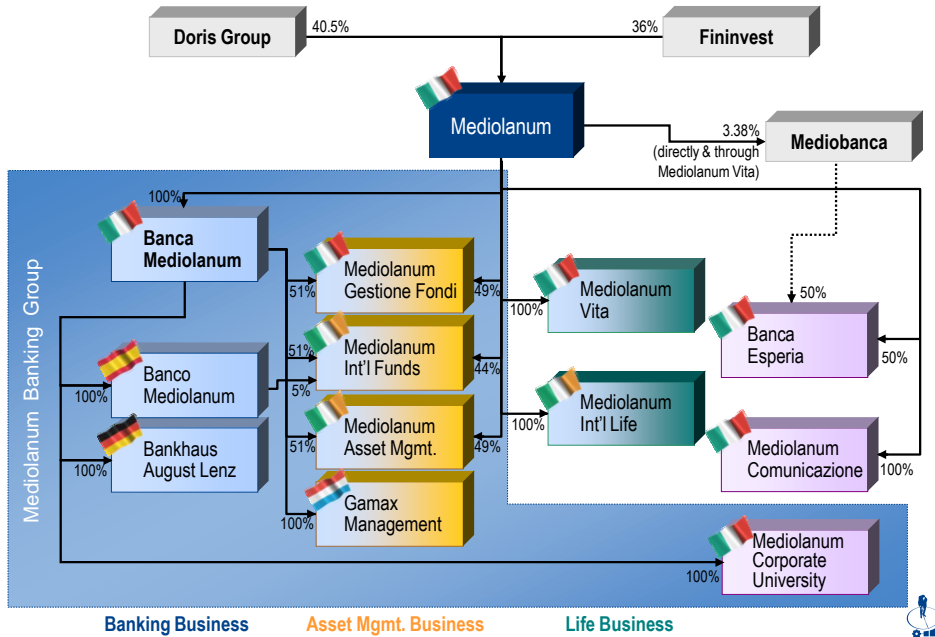 Doris Group
40.5%
36%
Fininvest
Mediolanum
3.38%
(directly & through
Mediolanum Vita)
Mediobanca
Mediolanum Banking Group
100%
Banca
Mediolanum
Mediolanum
Gestione Fondi
51%
49%
Mediolanum
Vita
100%
50%
Banca
Esperia
50%
Mediolanum
Int'l Funds
51%
5%
44%
Banco
Mediolanum
100%
Mediolanum
Int'l Life
100%
Bankhaus
August Lenz
100%
Mediolanum
Asset Mgmt.
51%
49%
Mediolanum
Comunicazione
100%
Gamax
Management
100%
Mediolanum
Corporate
University
100%
Banking Business
Asset Mgmt. Business
Life Business